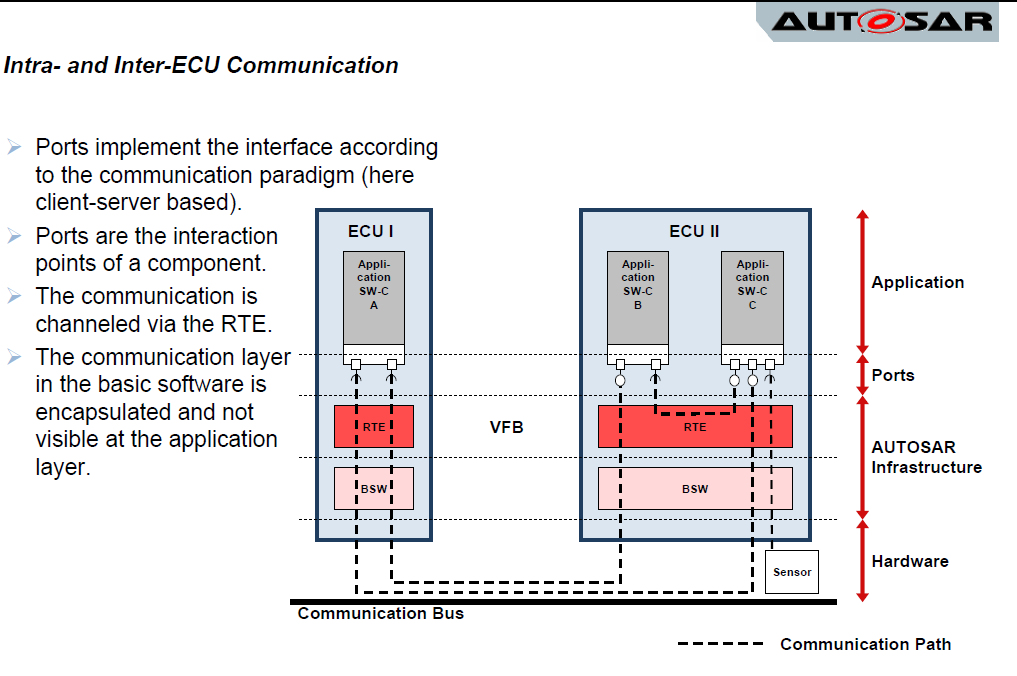 AUTOSAR
Intra- and Inter-ECU Communication
Ports implement the interface according
to the communication paradigm (here
client-server based).
Ports are the interaction
points of a component.
The communication is
channeled via the RTE.
The communication layer
in the basic software is
encapsulated and not
visible at the application
layer.
ECU I
Appli-
cation
SW-C
A
RTE
BSW
VFB
ECU II
Appli-
cation
SW-C
B
Appli-
cation
SW-C
C
RTE
BSW
Sensor
Application
Ports
AUTOSAR
Infrastructure
Hardware
Communication Bus
Communication Path